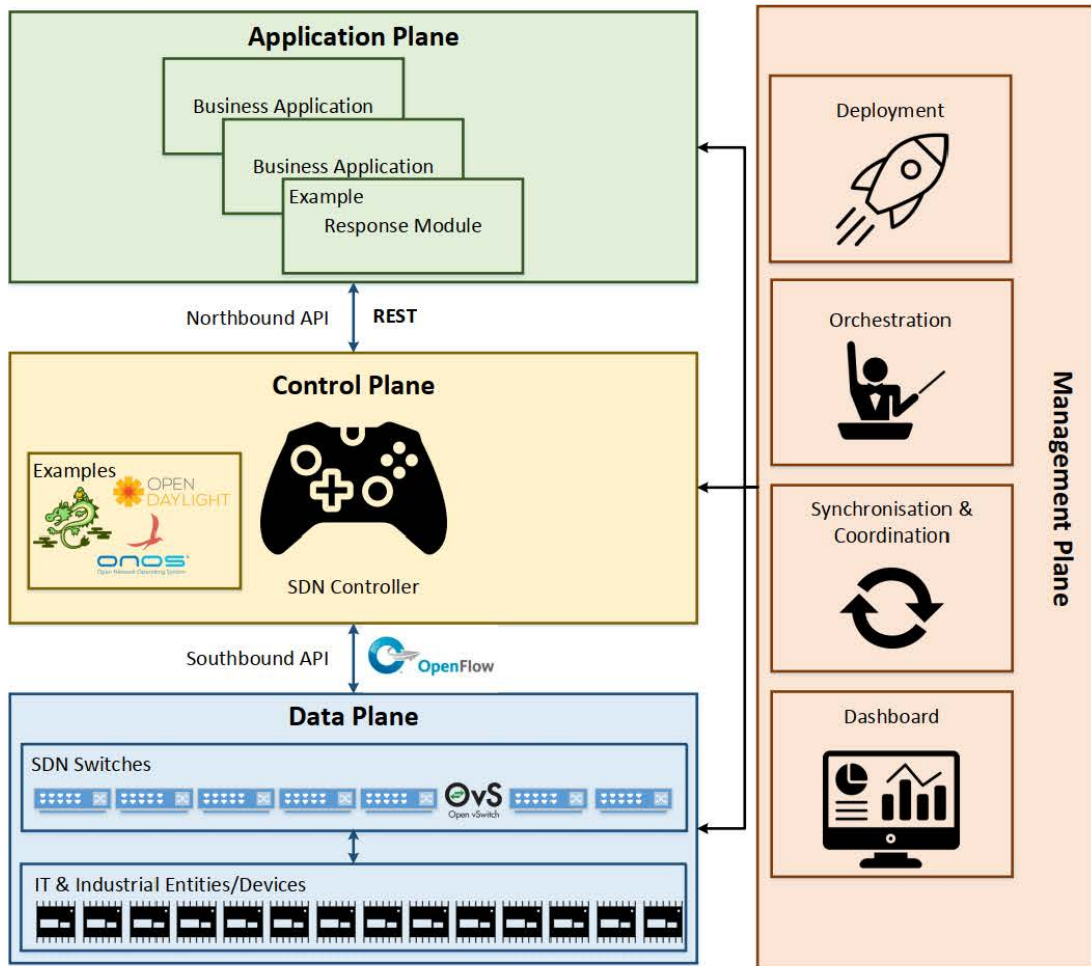 Application Plane
Business Application
Business Application
Example
Response Module
Northbound API
REST
Control Plane
Examples
OPEN
DAYLIGHT
onos
Open Network Operating System
SDN Controller
Southbound API
OpenFlow
Data Plane
SDN Switches
OvS
Open vSwitch
IT & Industrial Entities/Devices
Deployment
Orchestration
Synchronisation &
Coordination
Dashboard
Management Plane